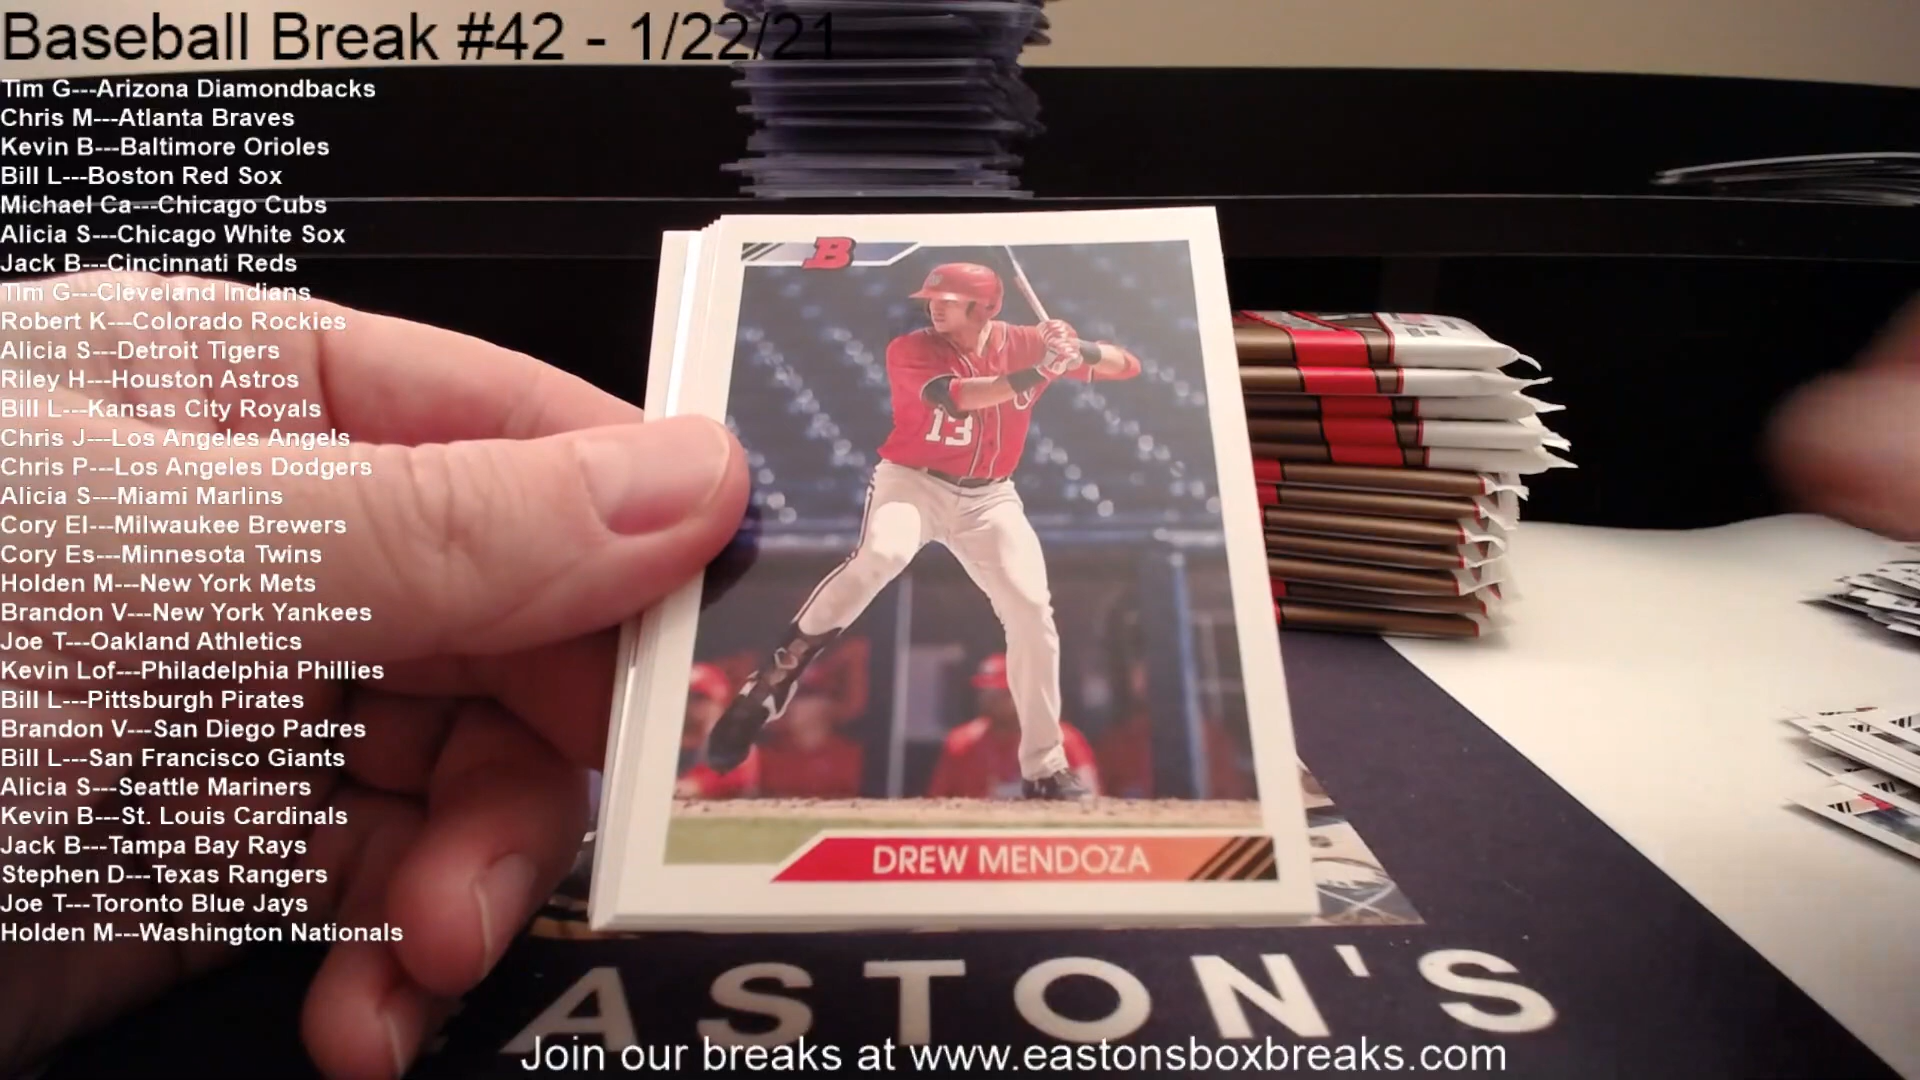 Baseball Break #42 - 1/22/21
Tim G---Arizona Diamondbacks
Chris M---Atlanta Braves
Kevin B---Baltimore Orioles
Bill L---Boston Red Sox
Michael Ca---Chicago Cubs
Alicia S---Chicago White Sox
Jack B---Cincinnati Reds
Tim G---Cleveland Indians
Robert K---Colorado Rockies
Alicia S---Detroit Tigers
Riley H---Houston Astros
Bill L---Kansas City Royals
Chris J---Los Angeles Angels
Chris P---Los Angeles Dodgers
Alicia S---Miami Marlins
Cory El---Milwaukee Brewers
Cory Es---Minnesota Twins
Holden M---New York Mets
Brandon V---New York Yankees
Joe T---Oakland Athletics
Kevin Lof---Philadelphia Phillies
Bill L---Pittsburgh Pirates
Brandon V---San Diego Padres
Bill L---San Francisco Giants
Alicia S---Seattle Mariners
Kevin B---St. Louis Cardinals
Jack B---Tampa Bay Rays
Stephen D---Texas Rangers
Joe T---Toronto Blue Jays
Holden M---Washington Nationals
B
13
DREW MENDOZA
ASTON'S
Join our breaks at www.eastonsboxbreaks.com